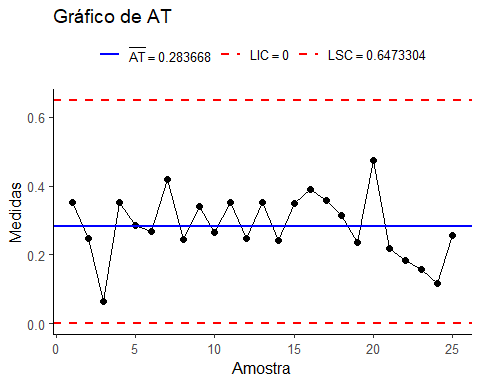 Gráfico de AT
AT = 0.283668 LIC = 0 LSC = 0.6473304
Medidas
0.6
0.4
0.2
0.0
0 5 10 15 20 25
Amostra